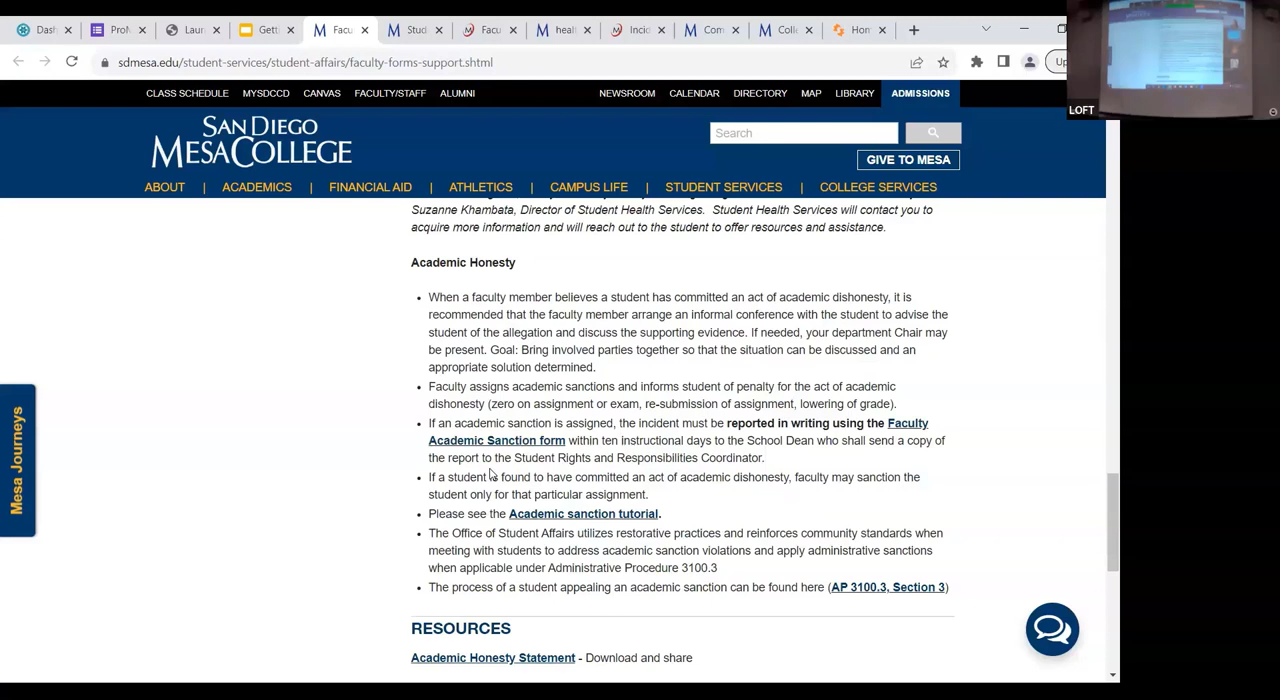 Dash
ProM
Laun
Getti
Facu
Stud
Facu
healt
Incid
Com
Colle
Hom
sdmesa.edu/student-services/student-affairs/faculty-forms-support.shtml
Up
LOFT
CLASS SCHEDULE MYSDCCD CANVAS FACULTY/STAFF ALUMNI NEWSROOM CALENDAR DIRECTORY MAP LIBRARY ADMISSIONS
SAN DIEGO
MESA COLLEGE
Search
GIVE TO MESA
ABOUT | ACADEMICS | FINANCIAL AID | ATHLETICS | CAMPUS LIFE | STUDENT SERVICES | COLLEGE SERVICES
Suzanne Khambata, Director of Student Health Services. Student Health Services will contact you to
acquire more information and will reach out to the student to offer resources and assistance.
Academic Honesty
• When a faculty member believes a student has committed an act of academic dishonesty, it is
recommended that the faculty member arrange an informal conference with the student to advise the
student of the allegation and discuss the supporting evidence. If needed, your department Chair may
be present. Goal: Bring involved parties together so that the situation can be discussed and an
appropriate solution determined.
• Faculty assigns academic sanctions and informs student of penalty for the act of academic
dishonesty (zero on assignment or exam, re-submission of assignment, lowering of grade).
• If an academic sanction is assigned, the incident must be reported in writing using the Faculty
Academic Sanction form within ten instructional days to the School Dean who shall send a copy of
the report to the Student Rights and Responsibilities Coordinator.
• If a student is found to have committed an act of academic dishonesty, faculty may sanction the
student only for that particular assignment.
• Please see the Academic sanction tutorial.
• The Office of Student Affairs utilizes restorative practices and reinforces community standards when
meeting with students to address academic sanction violations and apply administrative sanctions
when applicable under Administrative Procedure 3100.3
• The process of a student appealing an academic sanction can be found here (AP 3100.3, Section 3)
RESOURCES
Academic Honesty Statement - Download and share
Mesa Journeys